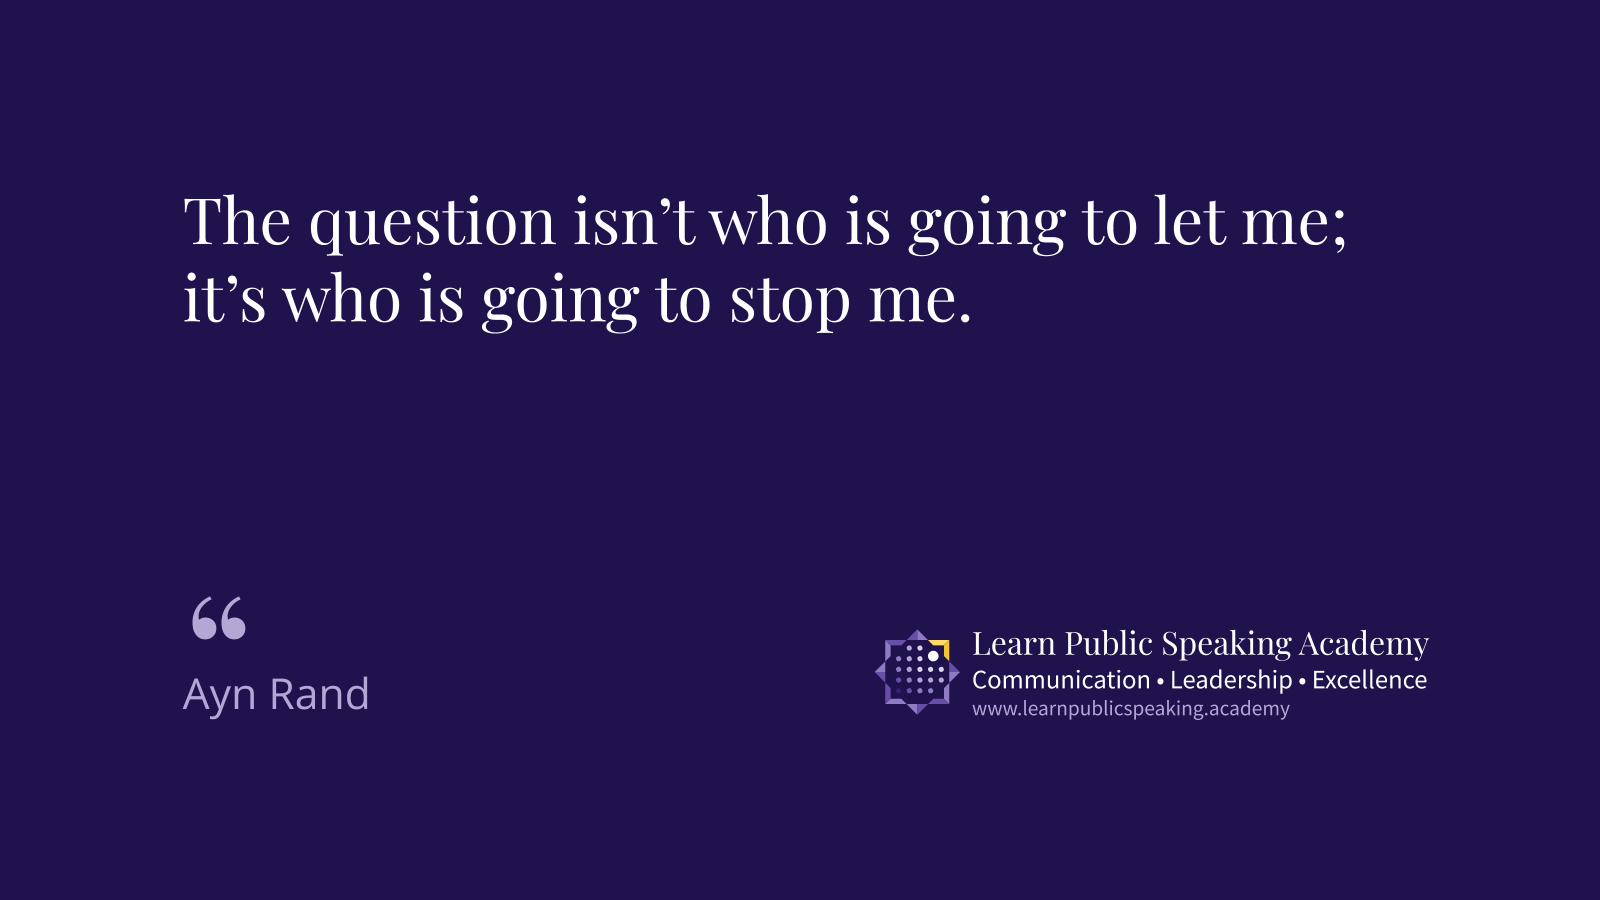 The question isn’t who is going to let me;
it’s who is going to stop me.
“
Ayn Rand
Learn Public Speaking Academy
Communication • Leadership • Excellence
www.learnpublicspeaking.academy